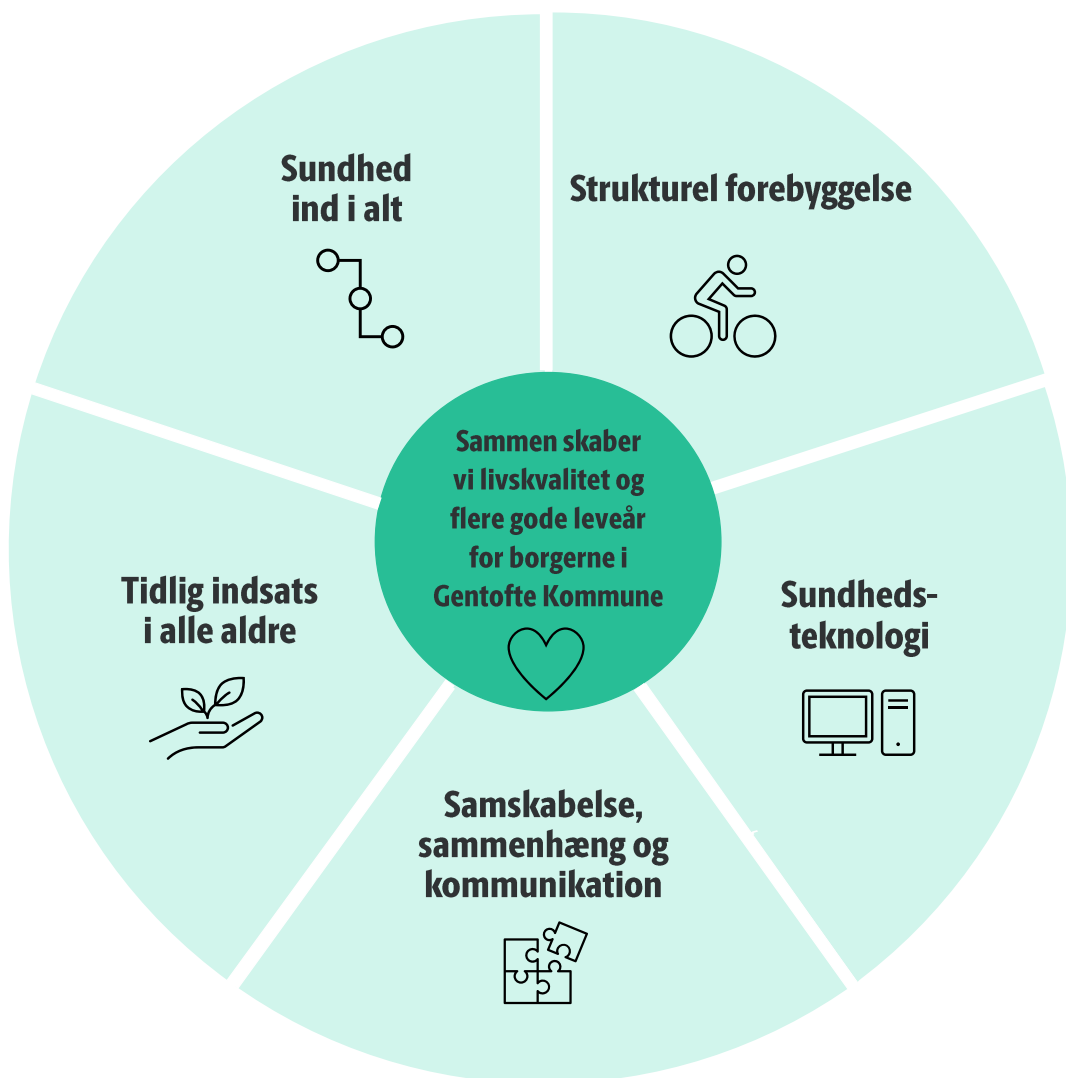 Sundhed
ind i alt
Strukturel forebyggelse
Sammen skaber
vi livskvalitet og
flere gode leveår
for borgerne i
Gentofte Kommune
Tidlig indsats
i alle aldre
Sundheds-
teknologi
Samskabelse,
sammenhæng og
kommunikation